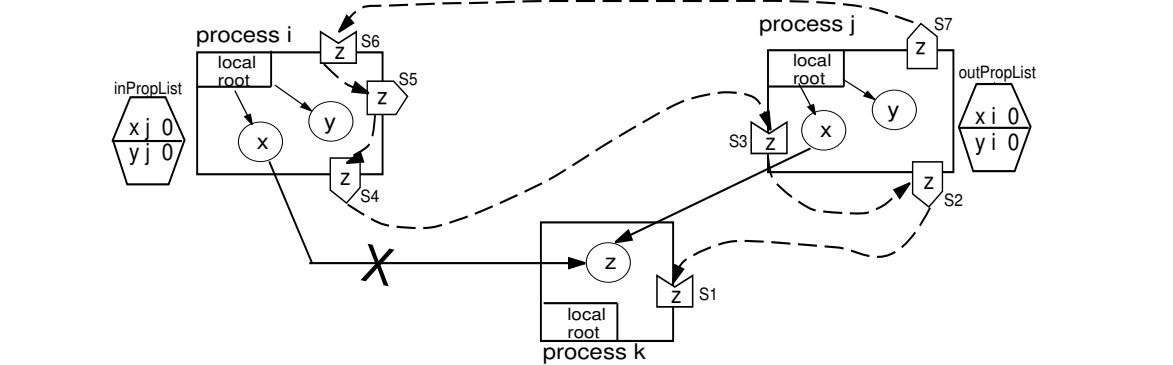 process i
z
S6
local
root
z
S5
inPropList
x j 0
y j 0
x
y
z
S4
process j
z
S7
local
root
outPropList
y
x i 0
y i 0
S3
z
x
z
S2
z
z
S1
local
root
process k
X